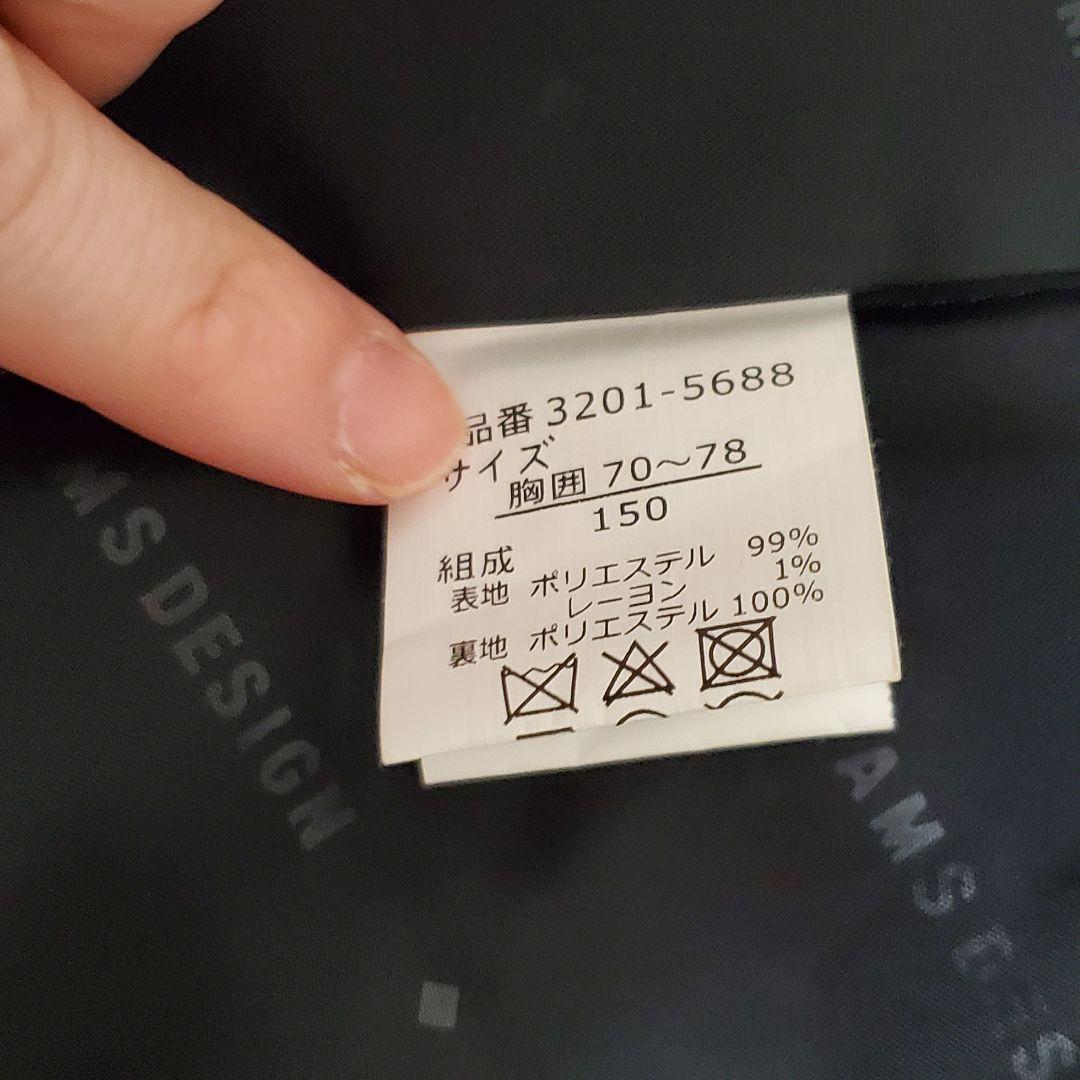 品番 3201-5688
サイズ
胸囲 70～78
150
組成
表地 ポリエステル 99%
レーヨン 1%
裏地 ポリエステル 100%
MS DESIGN
AMS DES